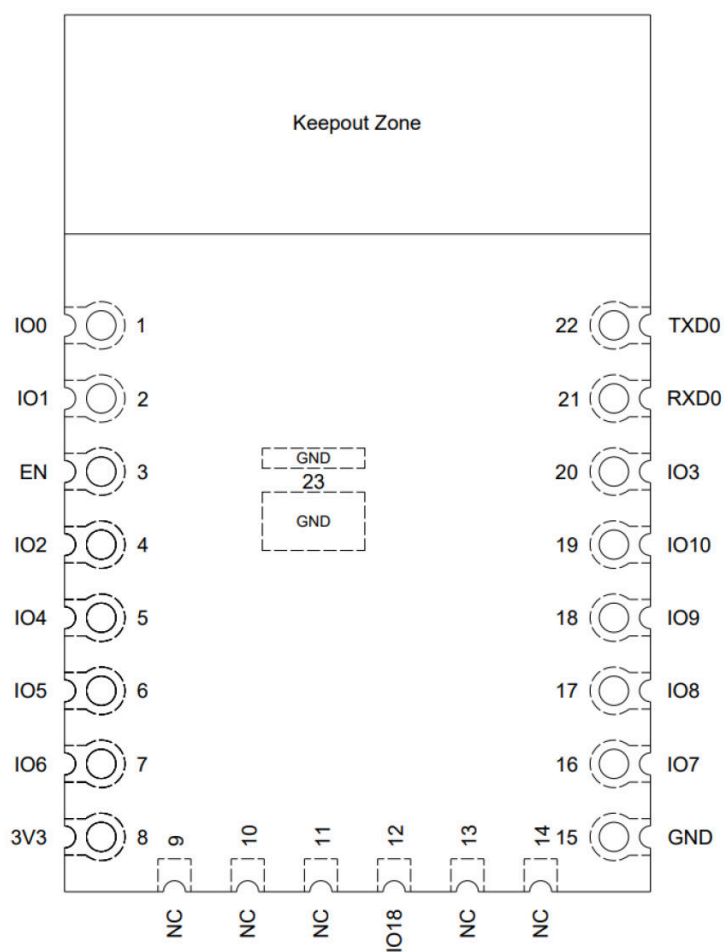 Keepout Zone
IO0 1 22 TXD0
IO1 2 21 RXD0
EN 3 GND 20 IO3
23
IO2 4 GND 19 IO10
IO4 5 18 IO9
IO5 6 17 IO8
IO6 7 16 IO7
3V3 8 9 10 11 12 13 14 15 GND
NC NC NC IO18 NC NC